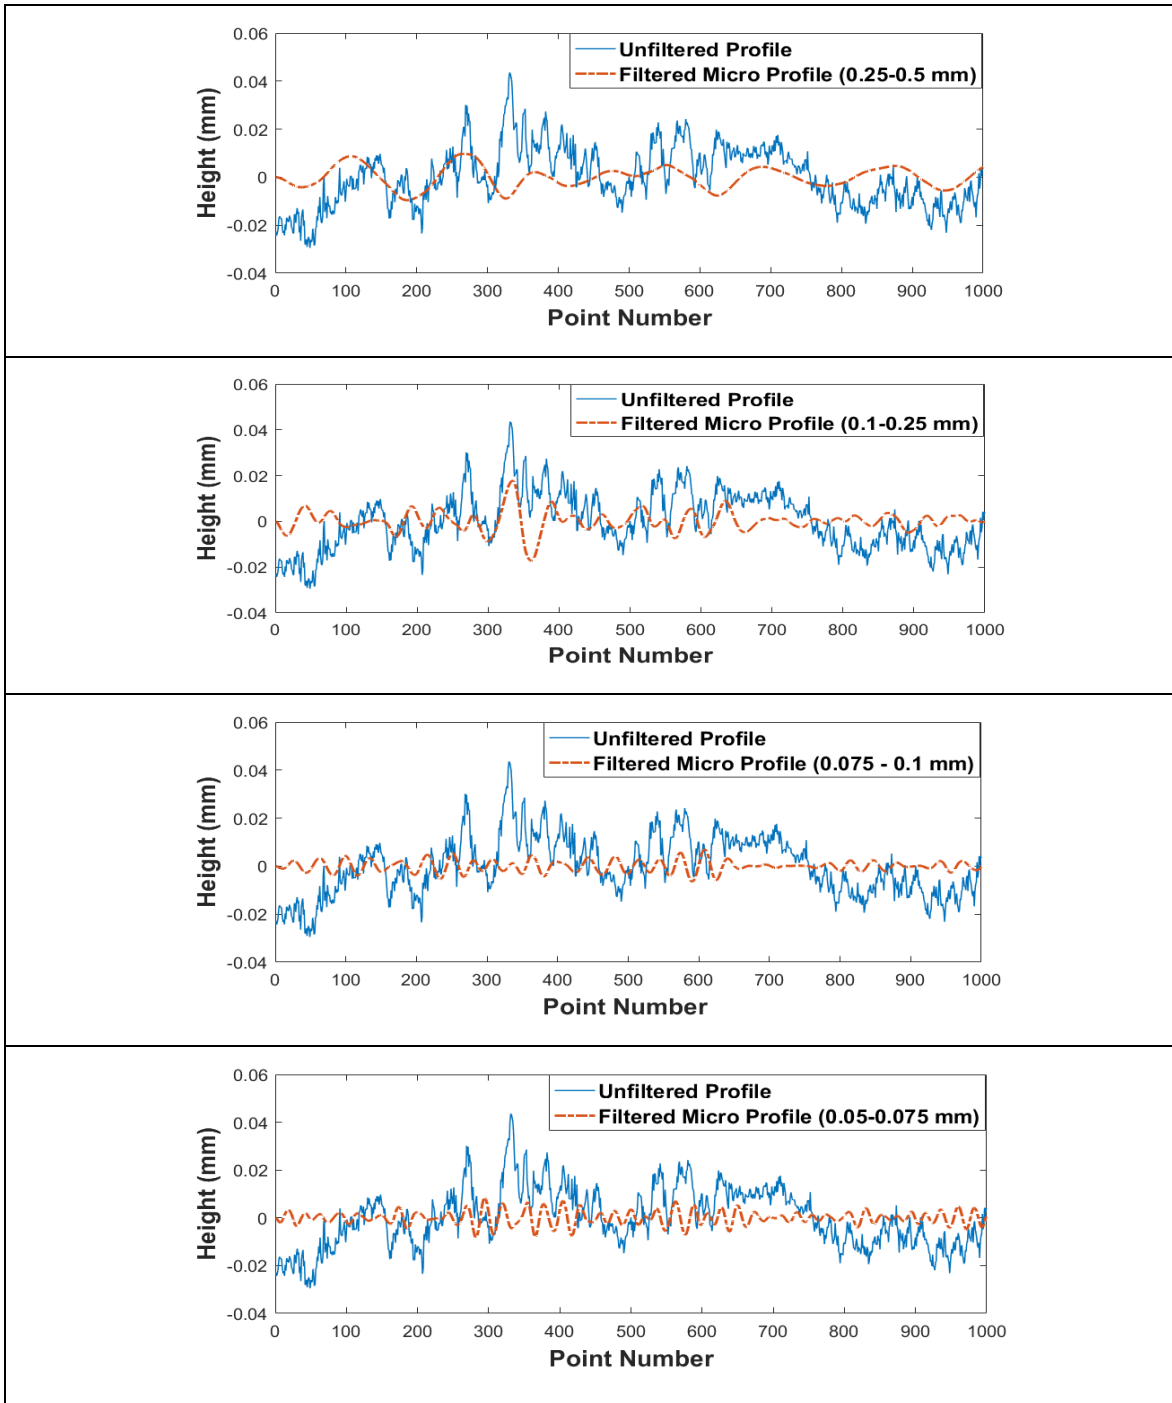 0.06
0.04
0.02
0
-0.02
-0.04
Height (mm)
Unfiltered Profile
Filtered Micro Profile (0.25-0.5 mm)
0 100 200 300 400 500 600 700 800 900 1000
Point Number
0.06
0.04
0.02
0
-0.02
-0.04
Height (mm)
Unfiltered Profile
Filtered Micro Profile (0.1-0.25 mm)
0 100 200 300 400 500 600 700 800 900 1000
Point Number
0.06
0.04
0.02
0
-0.02
-0.04
Height (mm)
Unfiltered Profile
Filtered Micro Profile (0.075 - 0.1 mm)
0 100 200 300 400 500 600 700 800 900 1000
Point Number
0.06
0.04
0.02
0
-0.02
-0.04
Height (mm)
Unfiltered Profile
Filtered Micro Profile (0.05-0.075 mm)
0 100 200 300 400 500 600 700 800 900 1000
Point Number